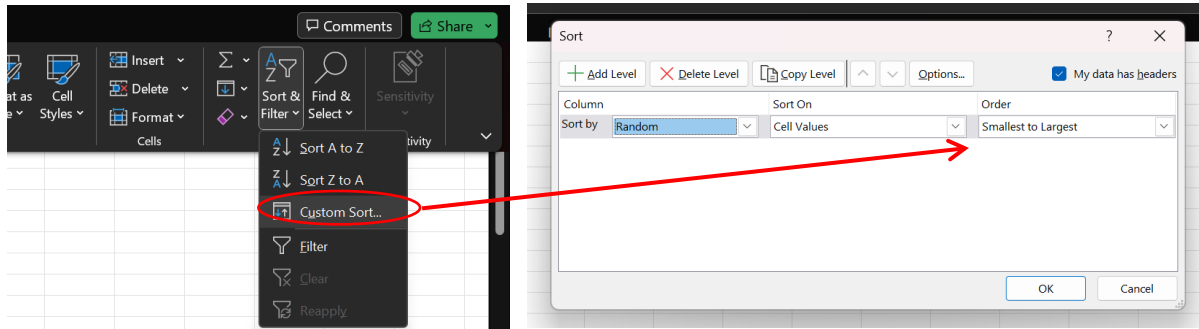 Comments Share
Insert
Delete
Format
Cells
at as
Cell
Styles
Sort &
Filter
Find &
Select
Sensitivity
tivity
Sort A to Z
Sort Z to A
Custom Sort...
Filter
Clear
Reapply
Sort ?
Add Level Delete Level Copy Level Options... My data has headers
Column Sort On Order
Sort by Random Cell Values Smallest to Largest
OK Cancel